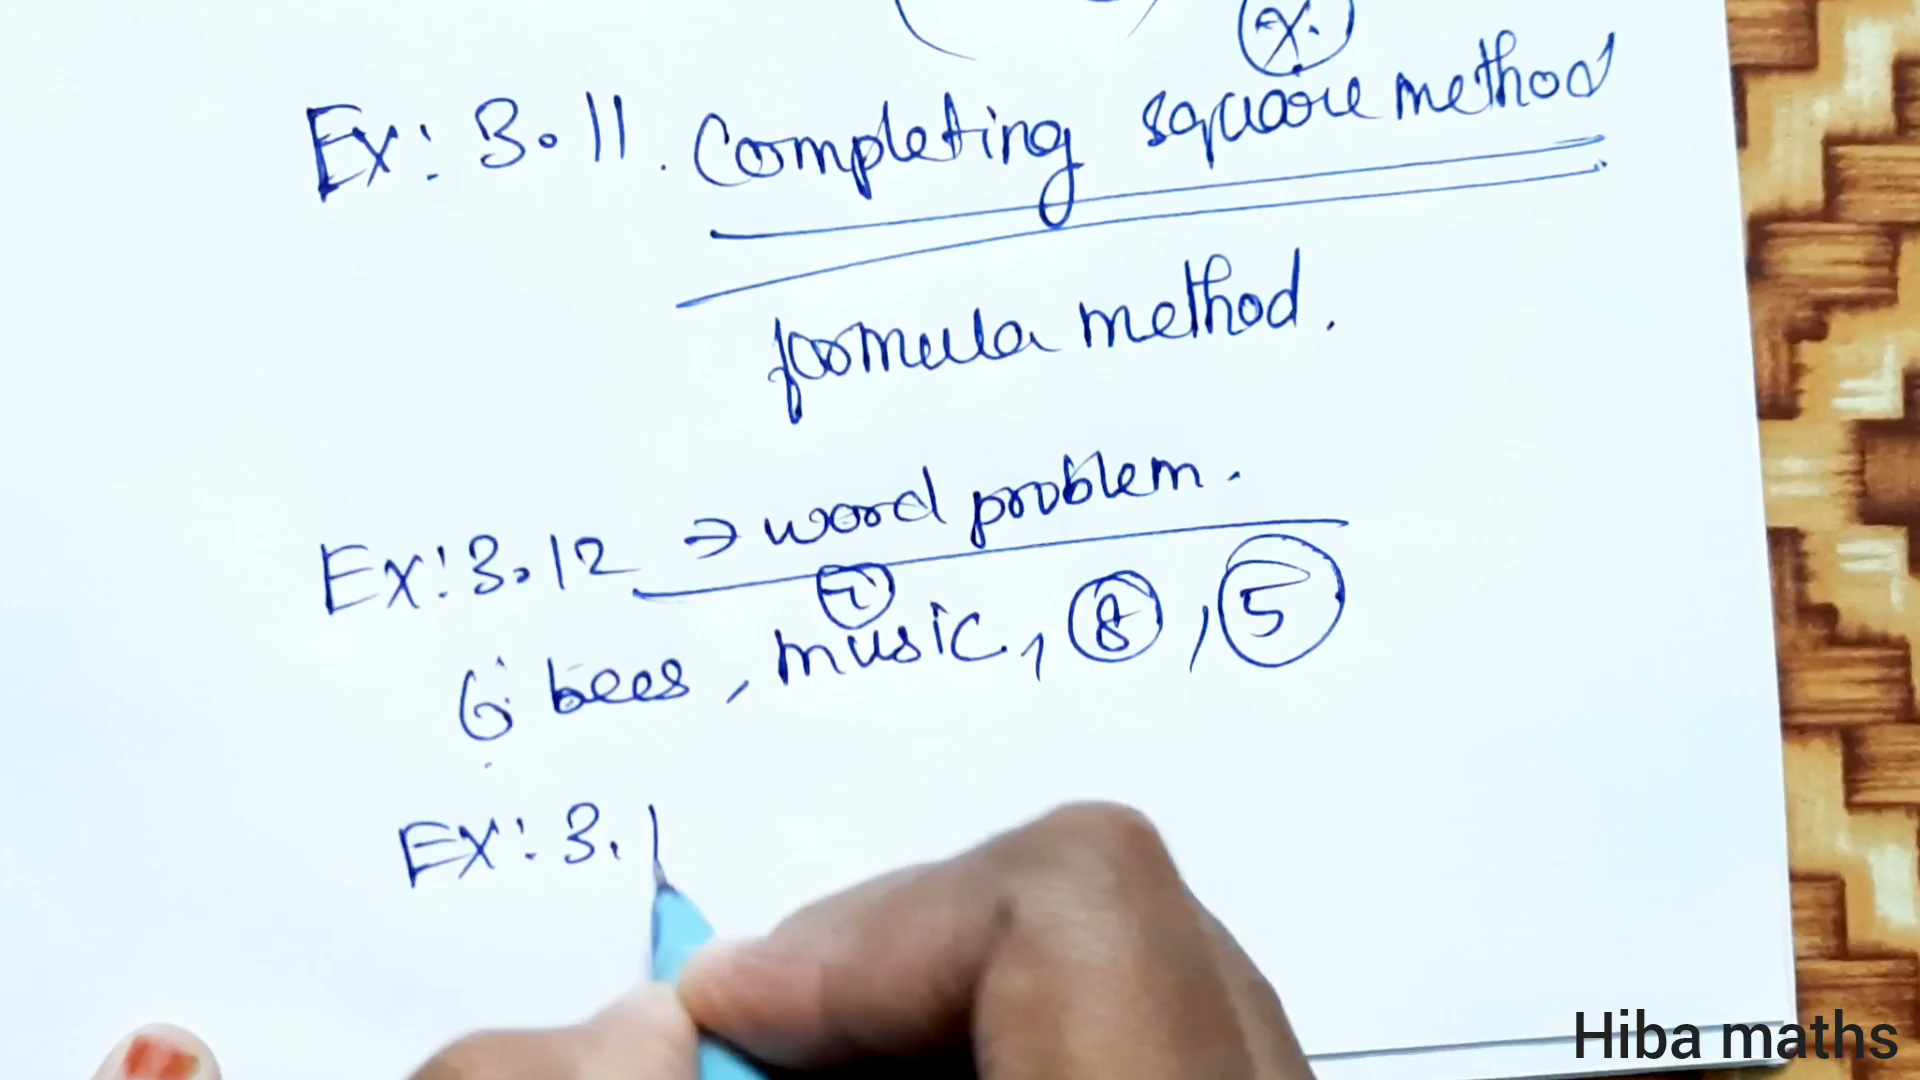 x.
Ex: 3.11. Completing square method
formula method.
Ex: 3.12 → word problem.
7
6 bees, music, 8, 5
Ex: 3.1
Hiba maths